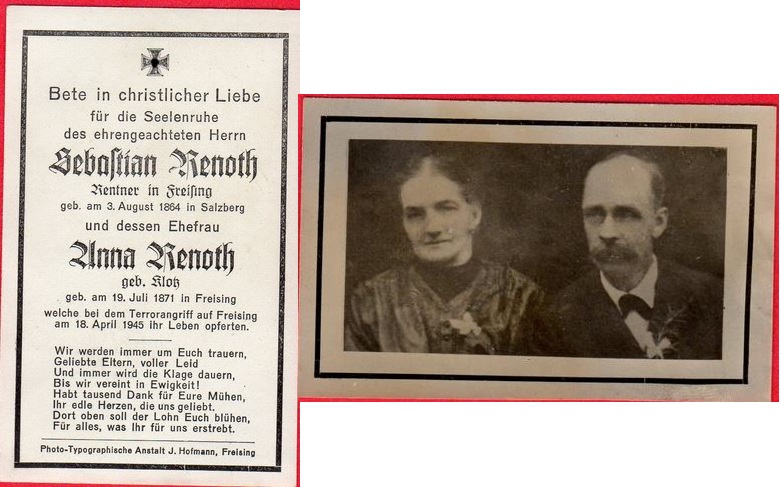 Bete in christlicher Liebe
für die Seelenruhe
des ehrengeachteten Herrn
Sebastian Renoth
Rentner in Freising
geb. am 3. August 1864 in Salzberg
und dessen Ehefrau
Anna Renoth
geb. Klotz
geb. am 19. Juli 1871 in Freising
welche bei dem Terrorangriff auf Freising
am 18. April 1945 ihr Leben opferten.
Wir werden immer um Euch trauern,
Geliebte Eltern, voller Leid
Und immer wird die Klage dauern,
Bis wir vereint in Ewigkeit!
Habt tausend Dank für Eure Mühen,
Ihr edle Herzen, die uns geliebt.
Dort oben soll der Lohn Euch blühen,
Für alles, was Ihr für uns erstrebt.
Photo-Typographische Anstalt J. Hofmann, Freising